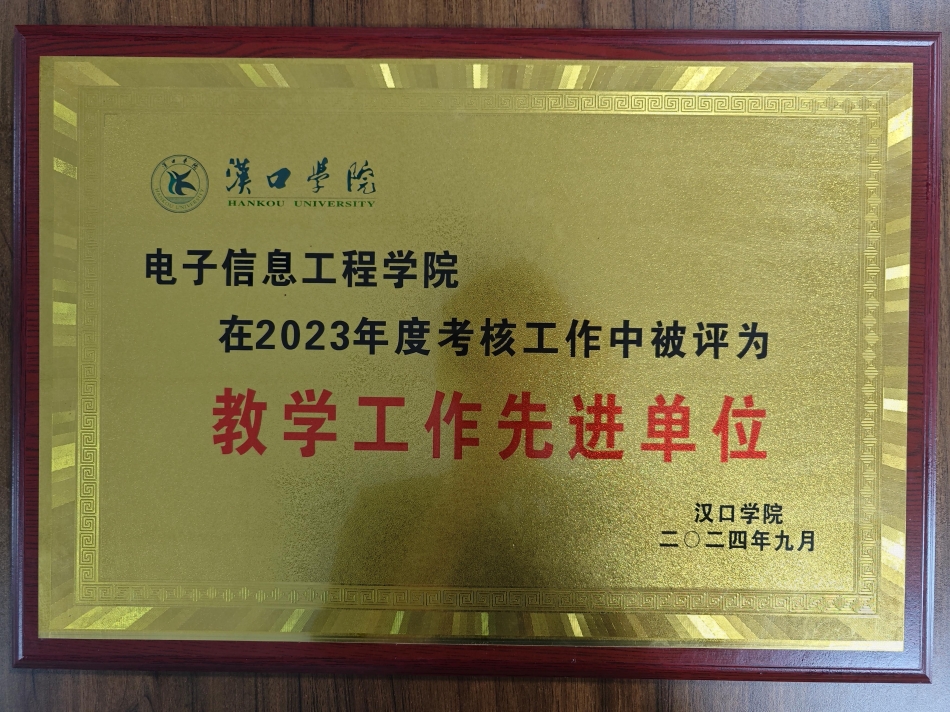 漢口學院
HANKOU UNIVERSITY
电子信息工程学院
在2023年度考核工作中被评为
教学工作先进单位
汉口学院
二〇二四年九月